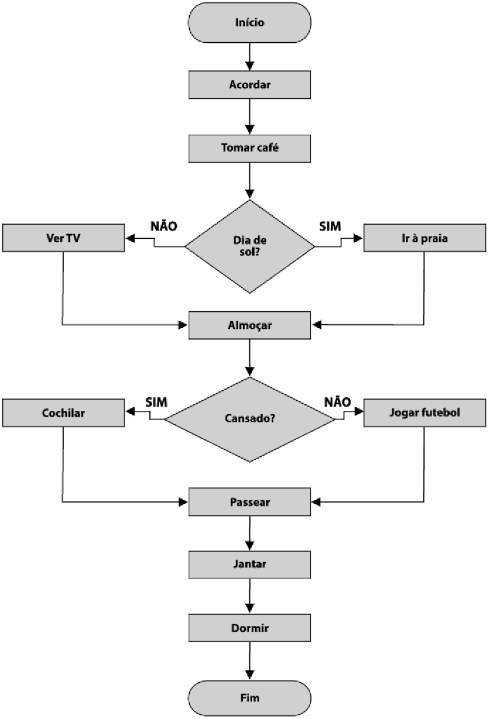 Início
Acordar
Tomar café
NÃO
SIM
Ver TV
Dia de
sol?
Ir à praia
Almoçar
SIM
NÃO
Cochilar
Cansado?
Jogar futebol
Passear
Jantar
Dormir
Fim